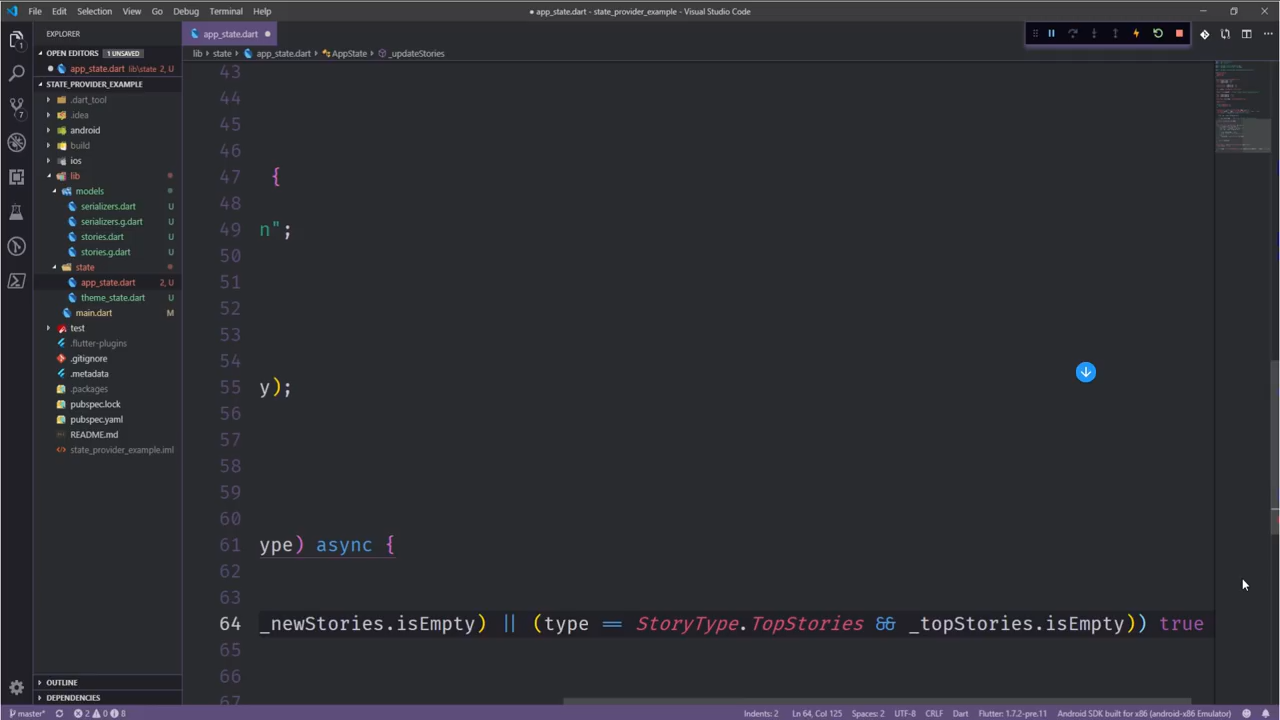 File Edit Selection View Go Debug Terminal Help
● app_state.dart - state_provider_example - Visual Studio Code
EXPLORER
OPEN EDITORS 1 UNSAVED
● app_state.dart lib\state 2, U
STATE_PROVIDER_EXAMPLE
.dart_tool
.idea
android
build
ios
lib
models
serializers.dart U
serializers.g.dart U
stories.dart U
stories.g.dart U
state
app_state.dart 2, U
theme_state.dart U
main.dart M
test
.flutter-plugins
.gitignore
.metadata
.packages
pubspec.lock
pubspec.yaml
README.md
state_provider_example.iml
OUTLINE
DEPENDENCIES
app_state.dart ●
lib state app_state.dart AppState _updateStories
43
44
45
46
47 {
48
49 n";
50
51
52
53
54
55 y);
56
57
58
59
60
61 ype) async {
62
63
64 _newStories.isEmpty) || (type == StoryType.TopStories && _topStories.isEmpty)) true
65
66
67
master* 2 0 8
Indents: 2 Ln 64, Col 125 Spaces: 2 UTF-8 CRLF Dart Flutter: 1.7.2-pre.11 Android SDK built for x86 (android-x86 Emulator)